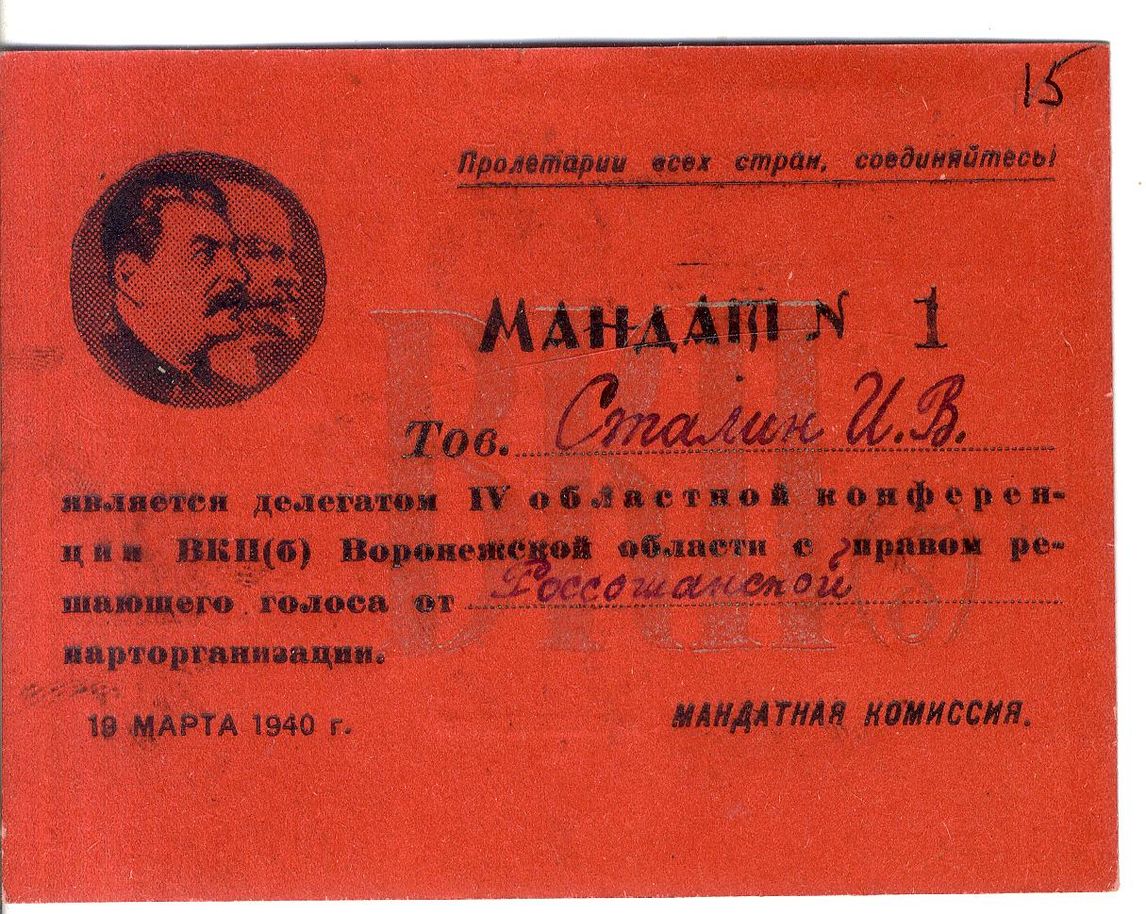 15
Пролетарии всех стран, соединяйтесь!
МАНДАТ N 1
Тов. Сталин И.В.
является делегатом IV областной конферен-
ции ВКП(б) Воронежской области с правом ре-
шающего голоса от Россошанской
парторганизации.
19 МАРТА 1940 г.
МАНДАТНАЯ КОМИССИЯ.
ВКП(б)